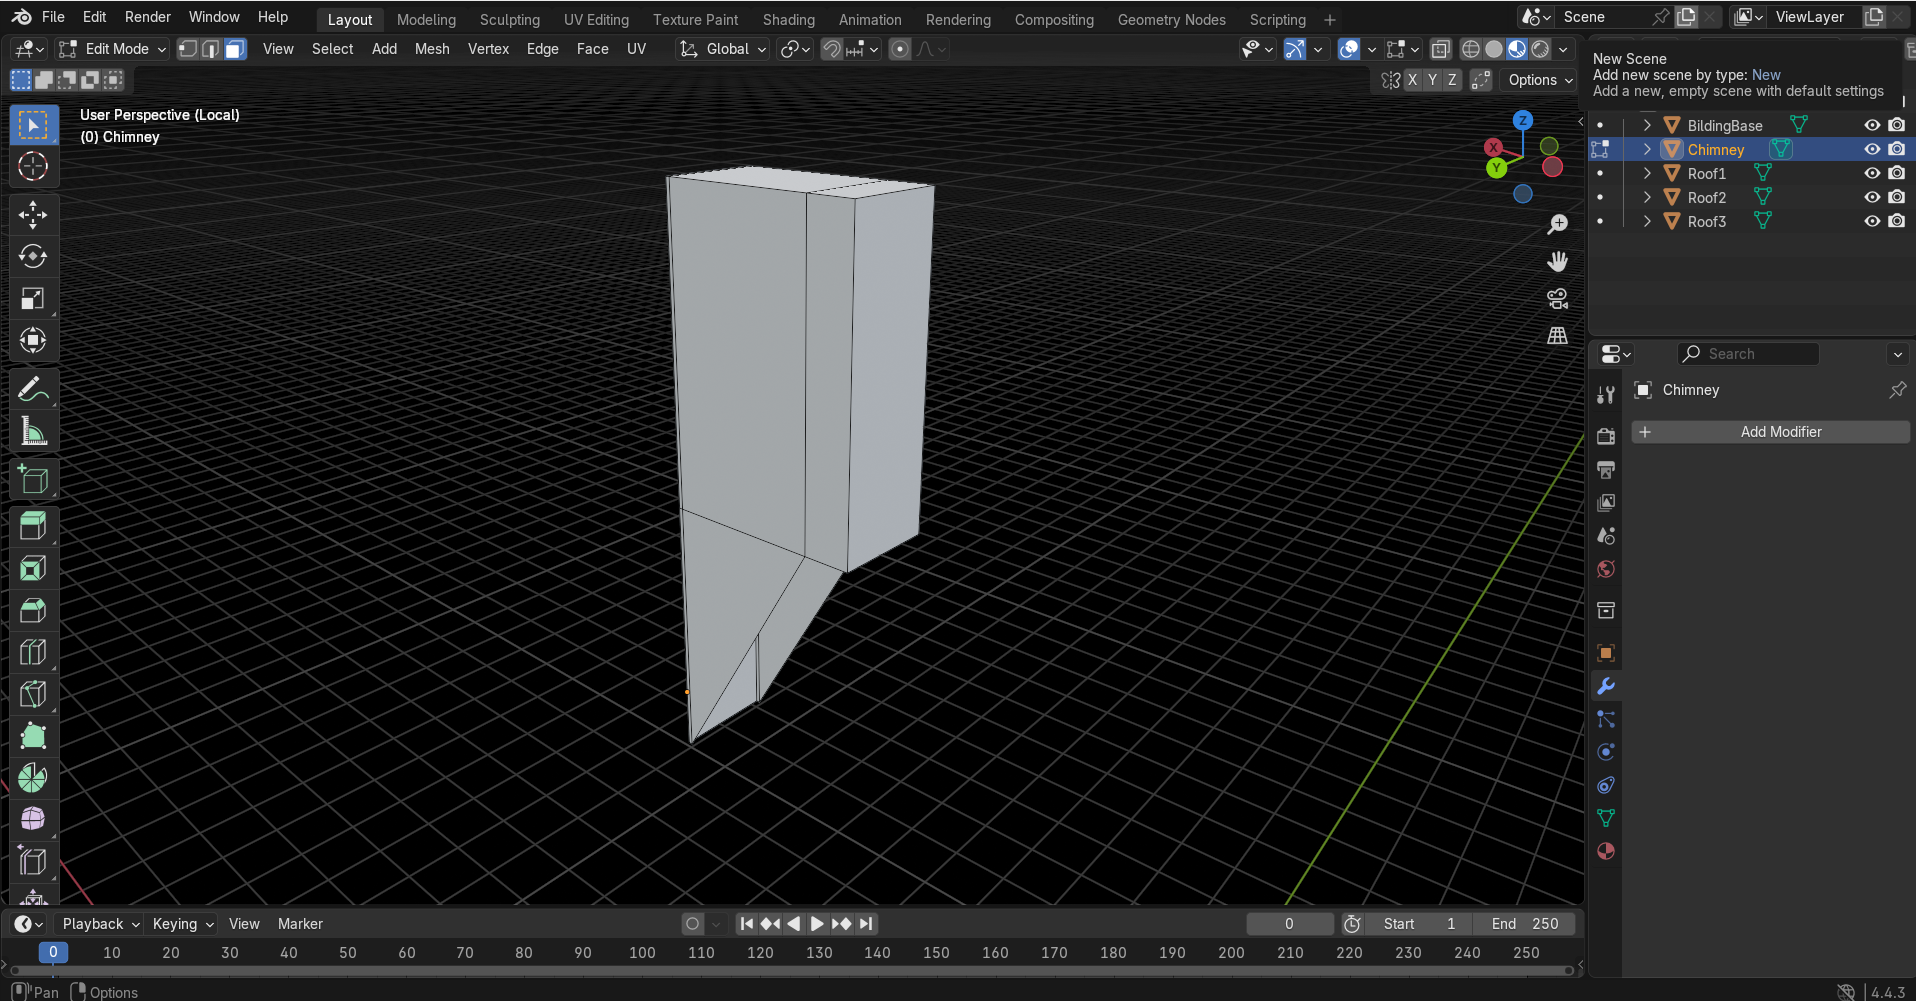 File Edit Render Window Help Layout Modeling Sculpting UV Editing Texture Paint Shading Animation Rendering Compositing Geometry Nodes Scripting + Scene ViewLayer
Edit Mode View Select Add Mesh Vertex Edge Face UV Global
X Y Z Options
New Scene
Add new scene by type: New
Add a new, empty scene with default settings
User Perspective (Local)
(0) Chimney
Z
X
Y
BildingBase
Chimney
Roof1
Roof2
Roof3
Search
Chimney
Add Modifier
Playback Keying View Marker 0 Start 1 End 250
0 10 20 30 40 50 60 70 80 90 100 110 120 130 140 150 160 170 180 190 200 210 220 230 240 250
Pan Options 4.4.3